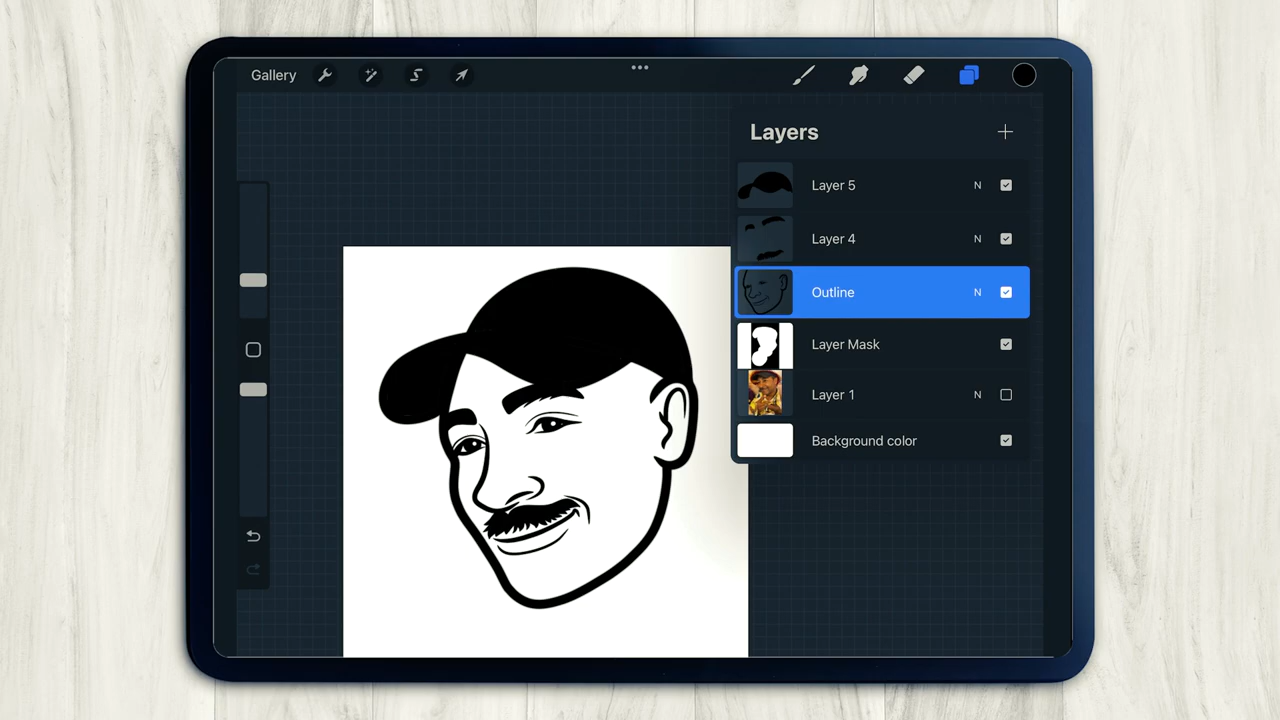 Gallery
Layers
Layer 5 N
Layer 4 N
Outline N
Layer Mask
Layer 1 N
Background color